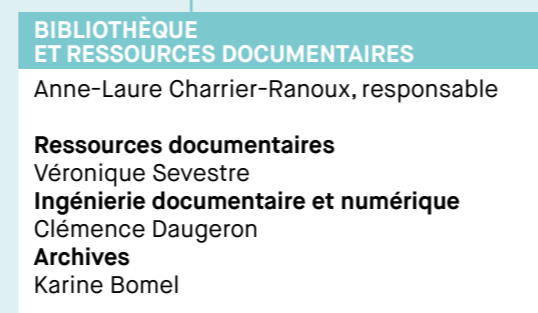 BIBLIOTHÈQUE
ET RESSOURCES DOCUMENTAIRES
Anne-Laure Charrier-Ranoux, responsable
Ressources documentaires
Véronique Sevestre
Ingénierie documentaire et numérique
Clémence Daugeron
Archives
Karine Bomel